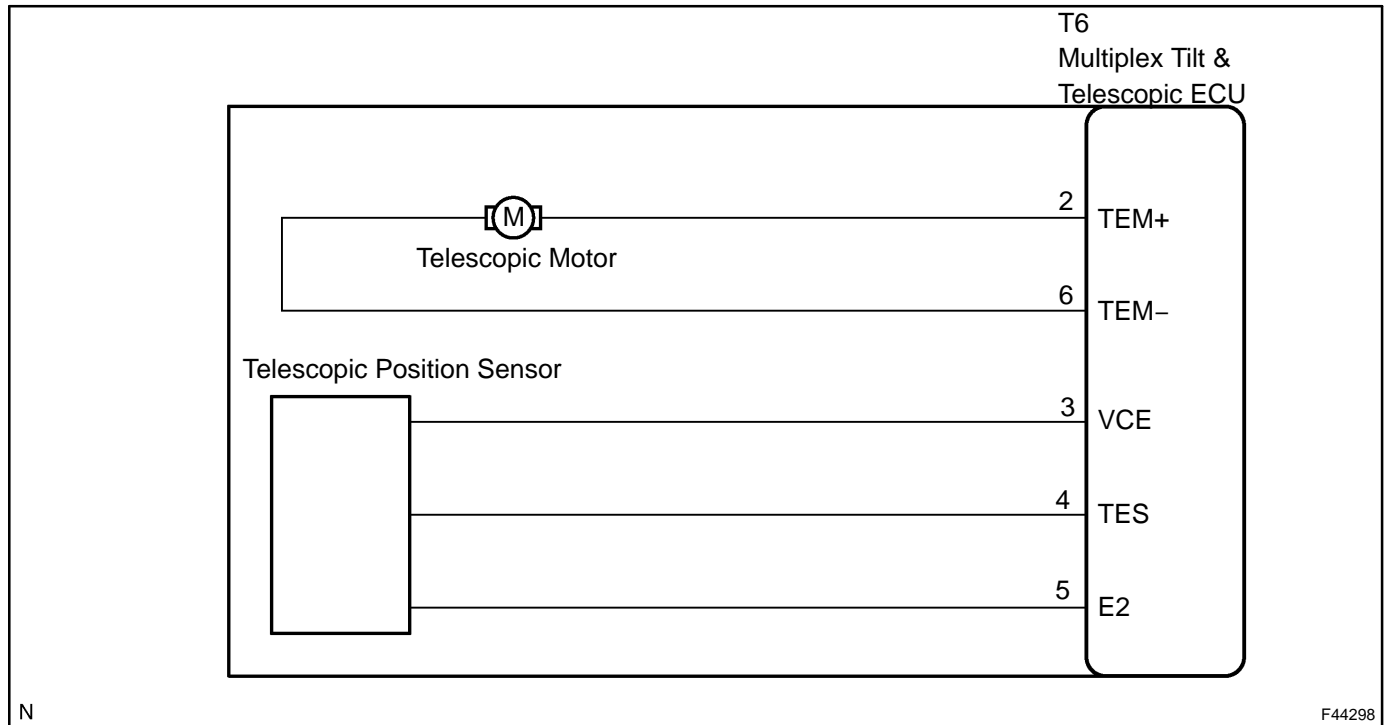 T6
Multiplex Tilt &
Telescopic ECU
M
Telescopic Motor
2
TEM+
6
TEM−
Telescopic Position Sensor
3
VCE
4
TES
5
E2
N
F44298